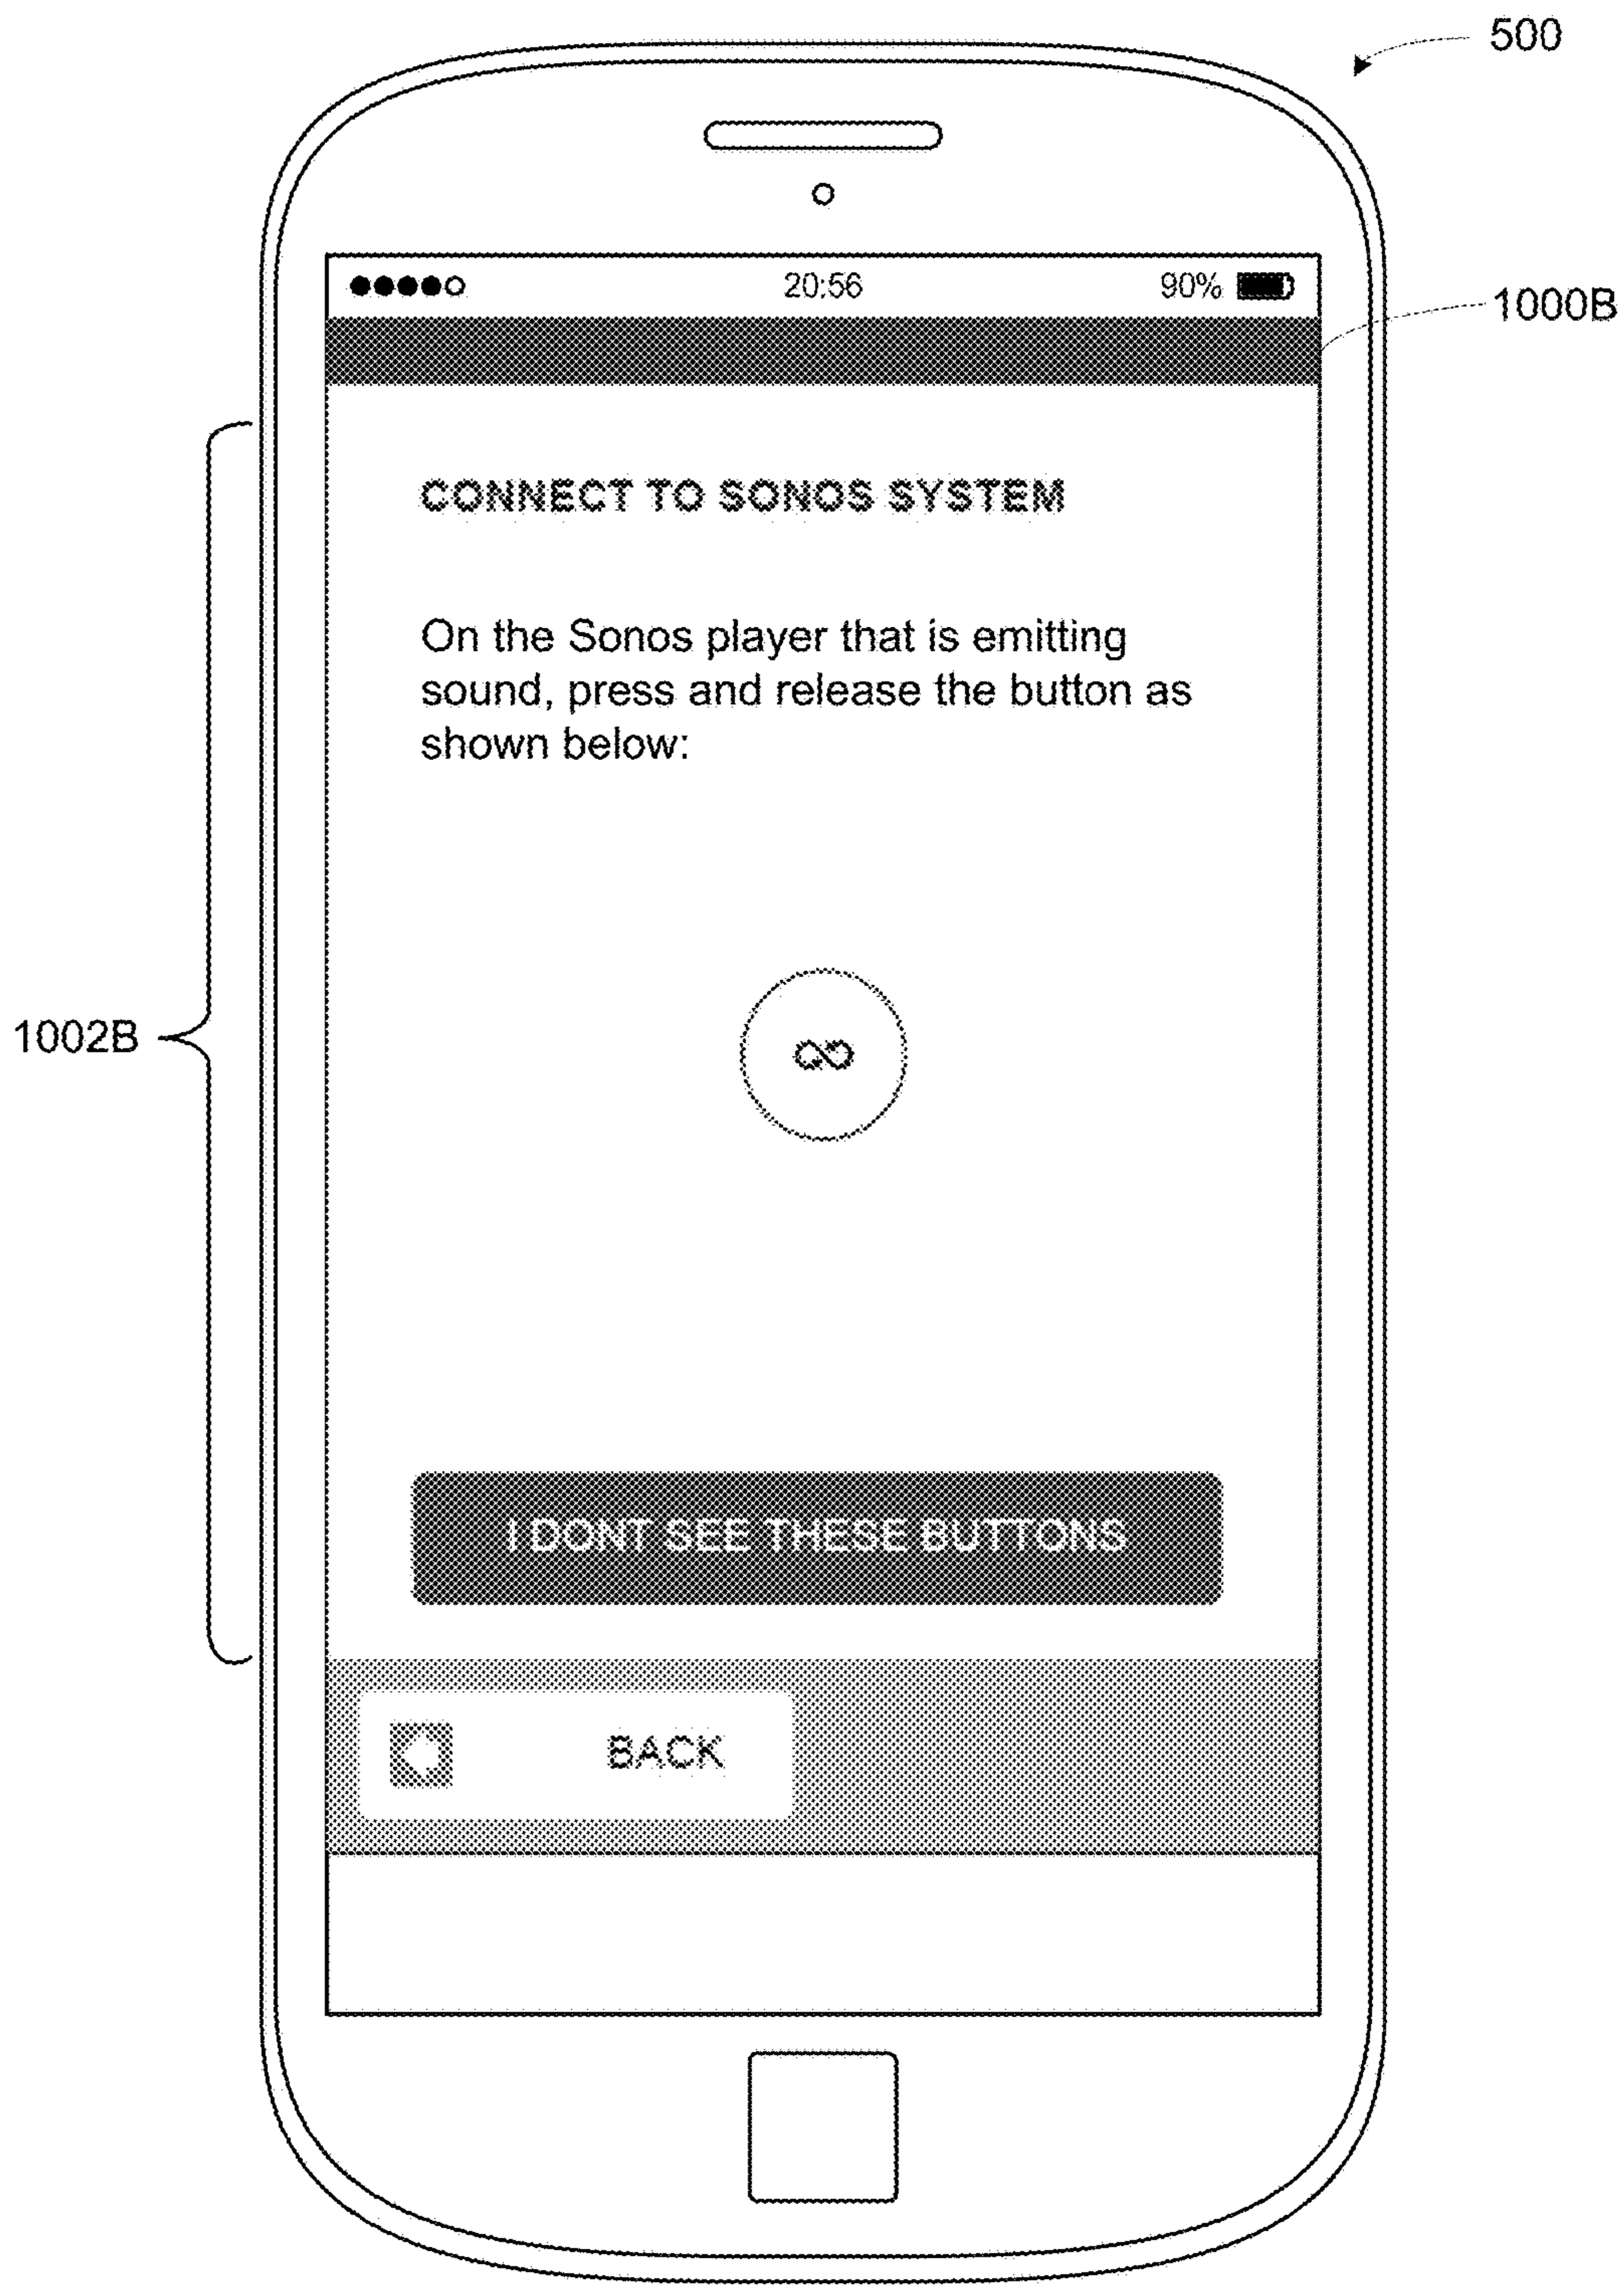 500
20:56
90%
1000B
CONNECT TO SONOS SYSTEM
On the Sonos player that is emitting
sound, press and release the button as
shown below:
1002B
I DONT SEE THESE BUTTONS
BACK